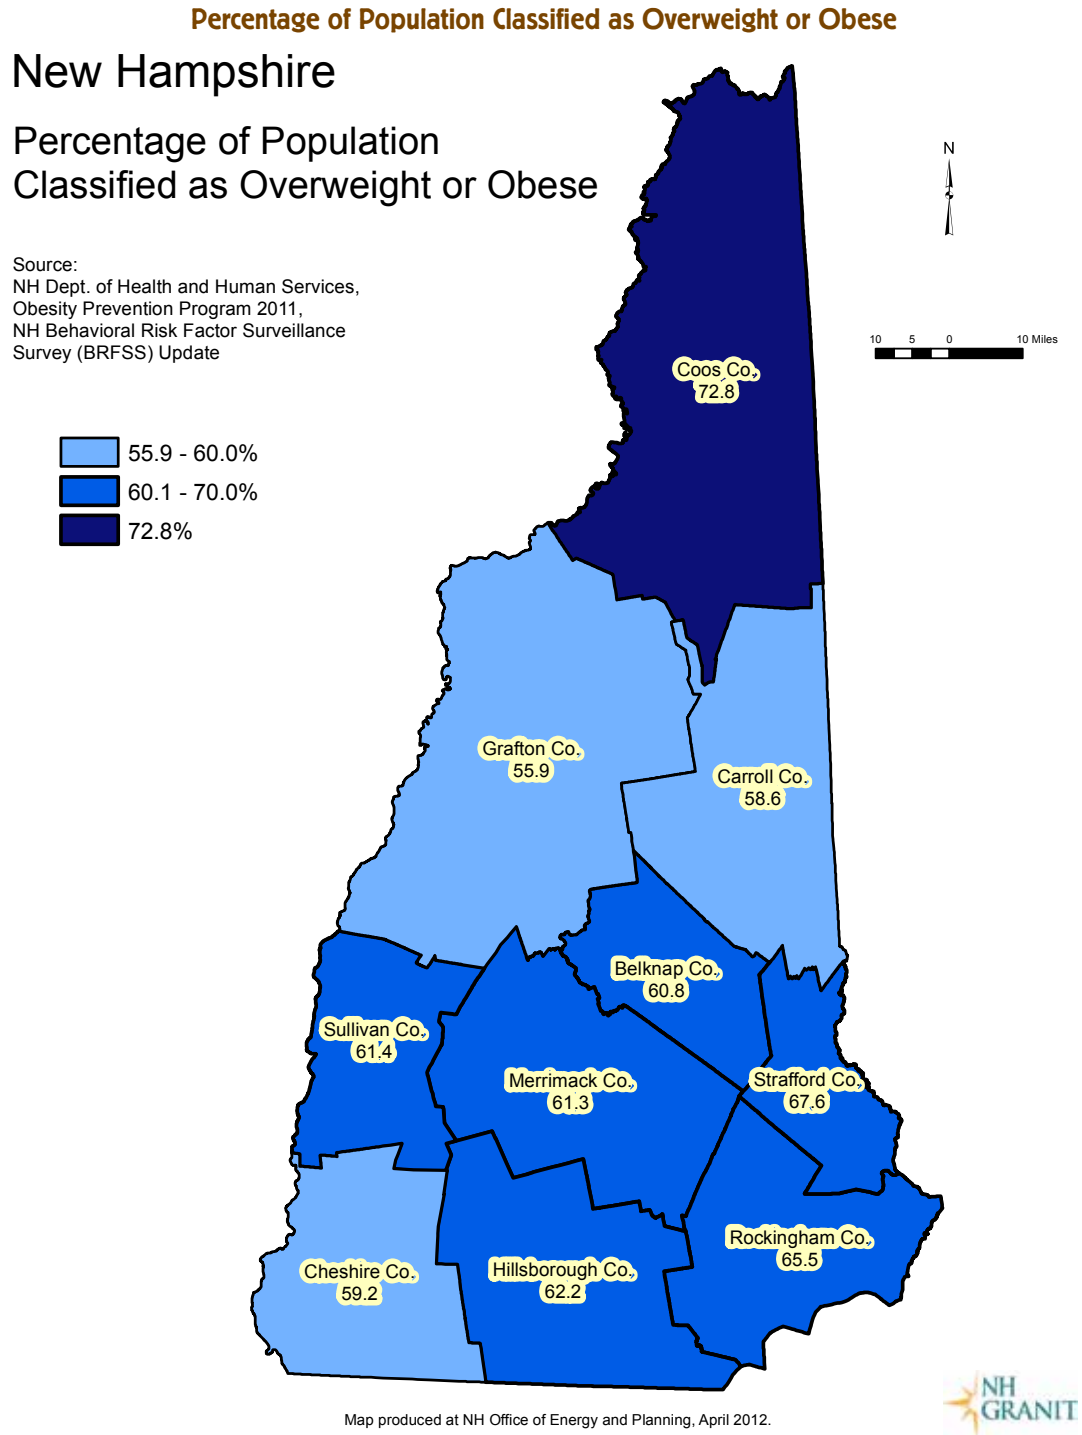 Percentage of Population Classified as Overweight or Obese
New Hampshire
Percentage of Population
Classified as Overweight or Obese
N
Source:
NH Dept. of Health and Human Services,
Obesity Prevention Program 2011,
NH Behavioral Risk Factor Surveillance
Survey (BRFSS) Update
10 5 0 10 Miles
Coos Co.
72.8
55.9 - 60.0%
60.1 - 70.0%
72.8%
Grafton Co.
55.9
Carroll Co.
58.6
Belknap Co.
60.8
Sullivan Co.
61.4
Merrimack Co.
61.3
Strafford Co.
67.6
Rockingham Co.
65.5
Cheshire Co.
59.2
Hillsborough Co.
62.2
NH
GRANIT
Map produced at NH Office of Energy and Planning, April 2012.